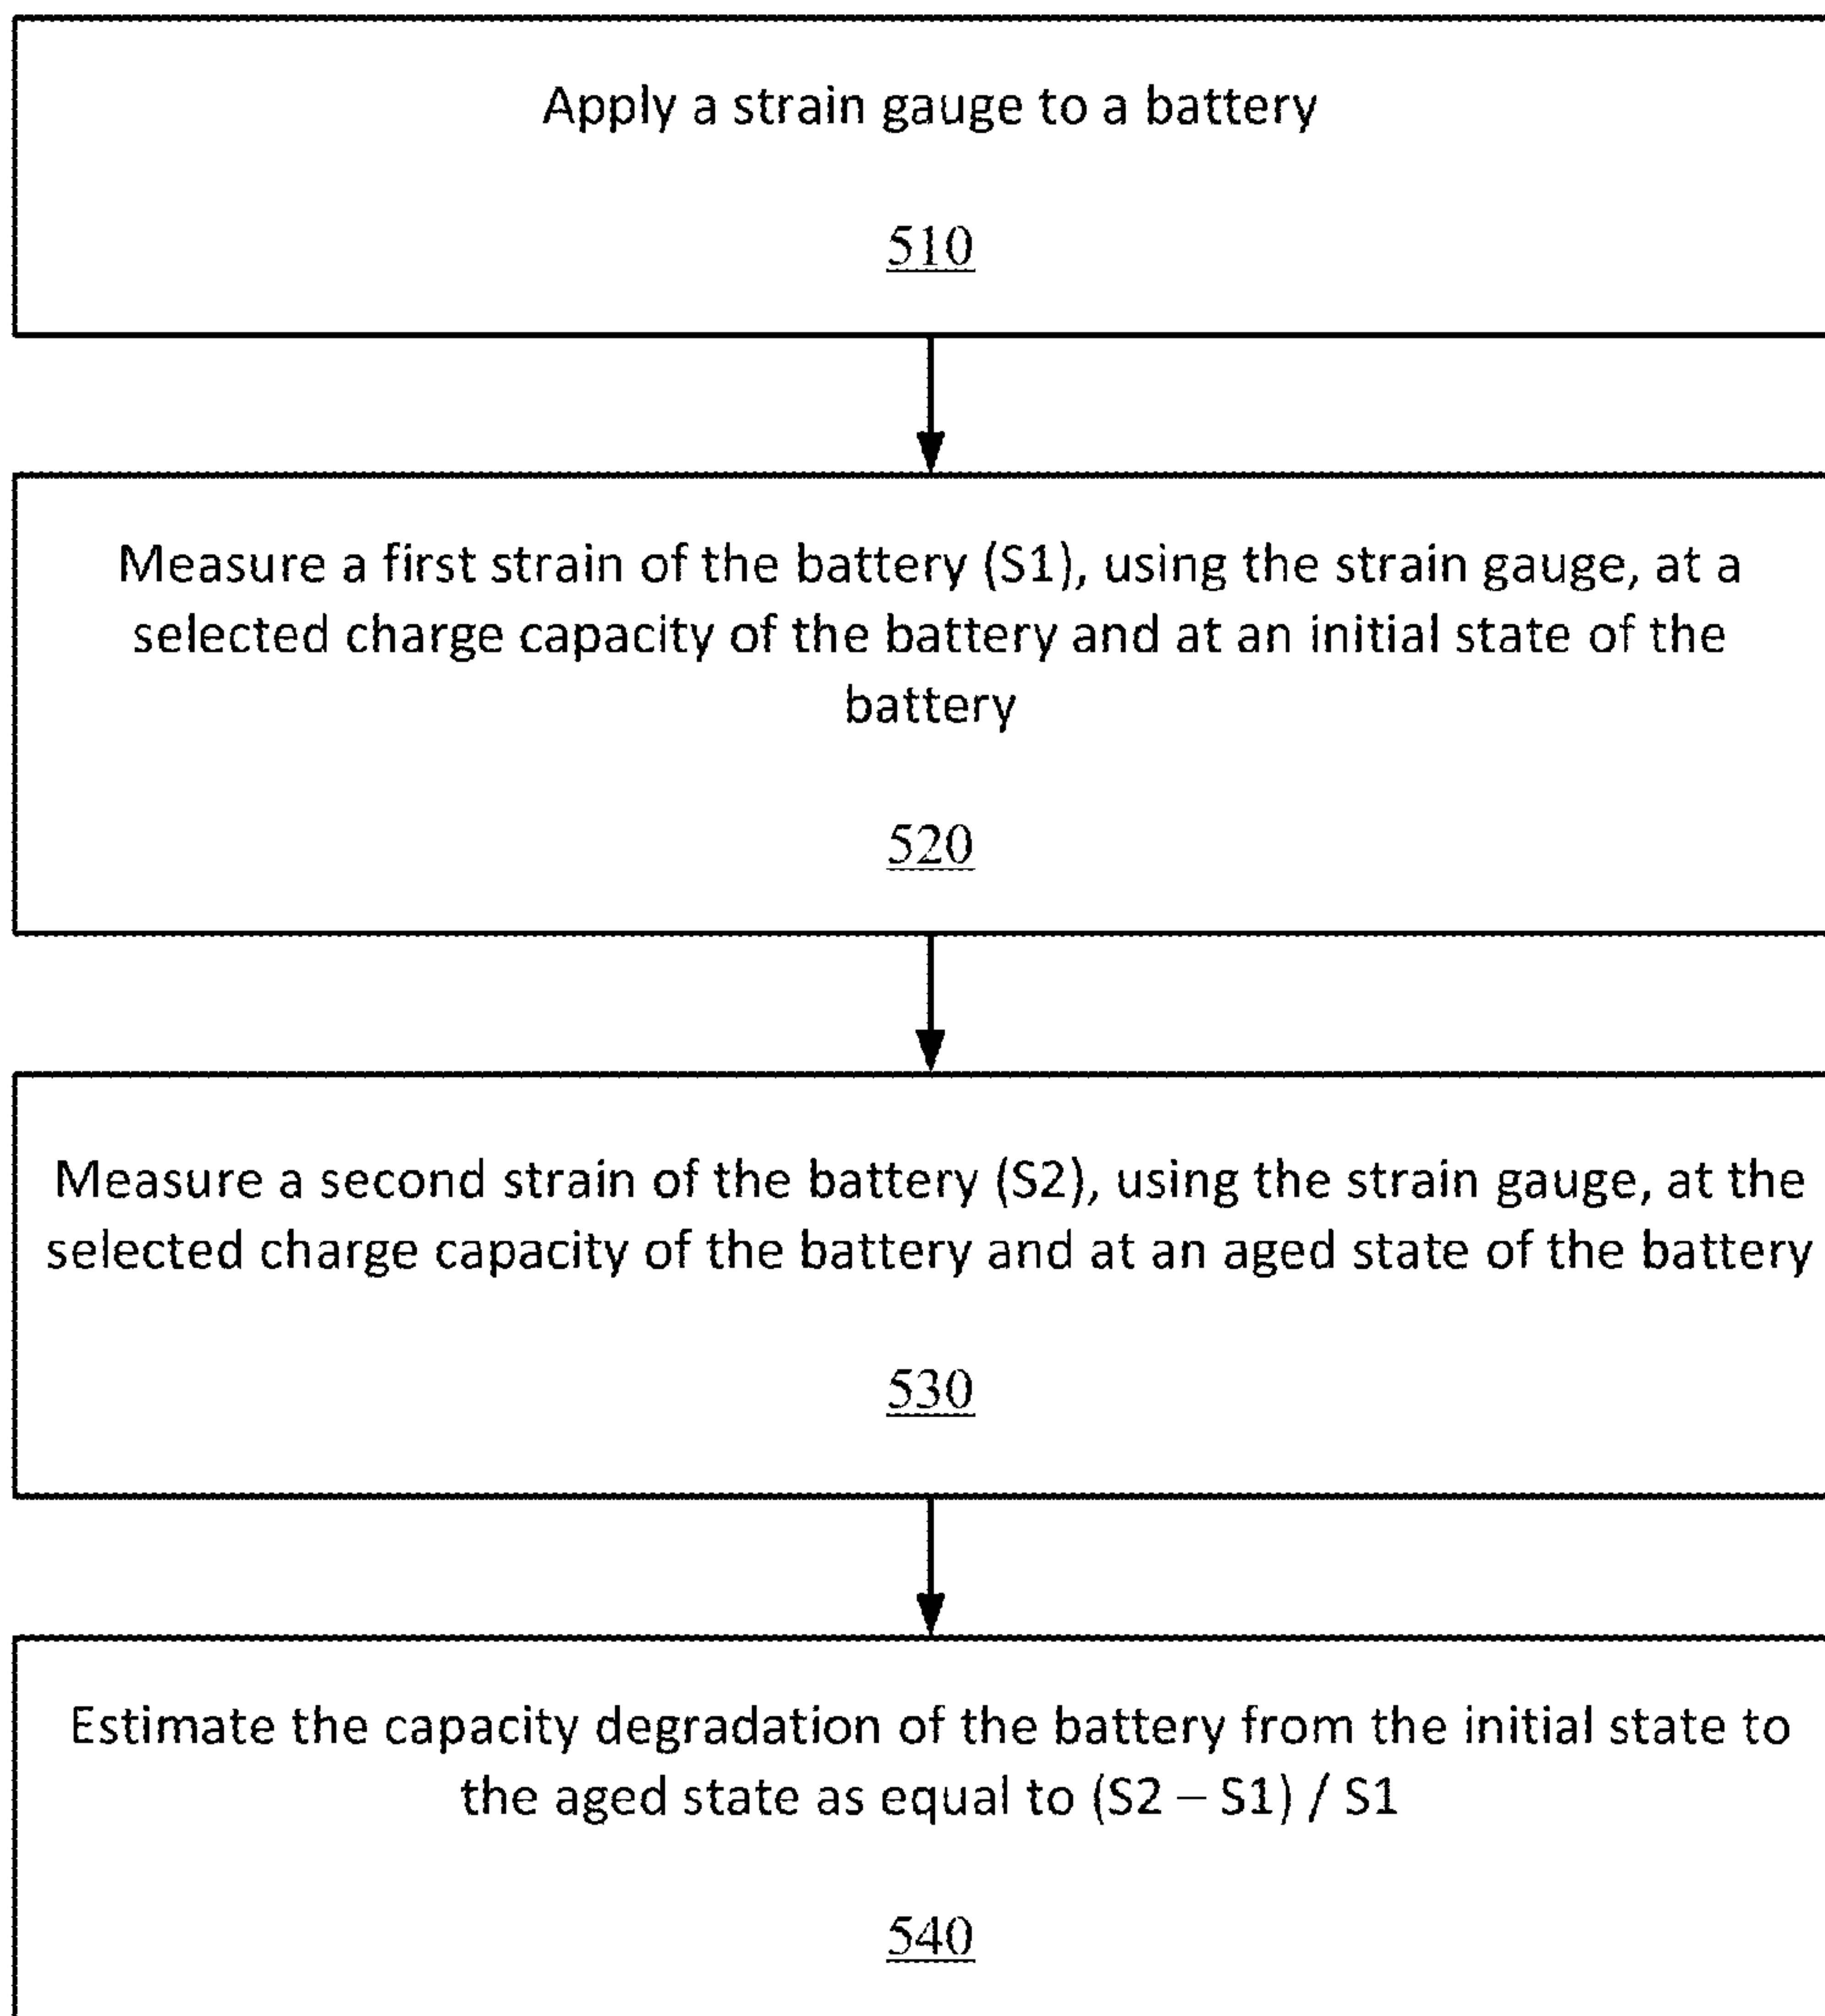 Apply a strain gauge to a battery
510
Measure a first strain of the battery (S1), using the strain gauge, at a
selected charge capacity of the battery and at an initial state of the
battery
520
Measure a second strain of the battery (S2), using the strain gauge, at the
selected charge capacity of the battery and at an aged state of the battery
530
Estimate the capacity degradation of the battery from the initial state to
the aged state as equal to (S2 – S1) / S1
540